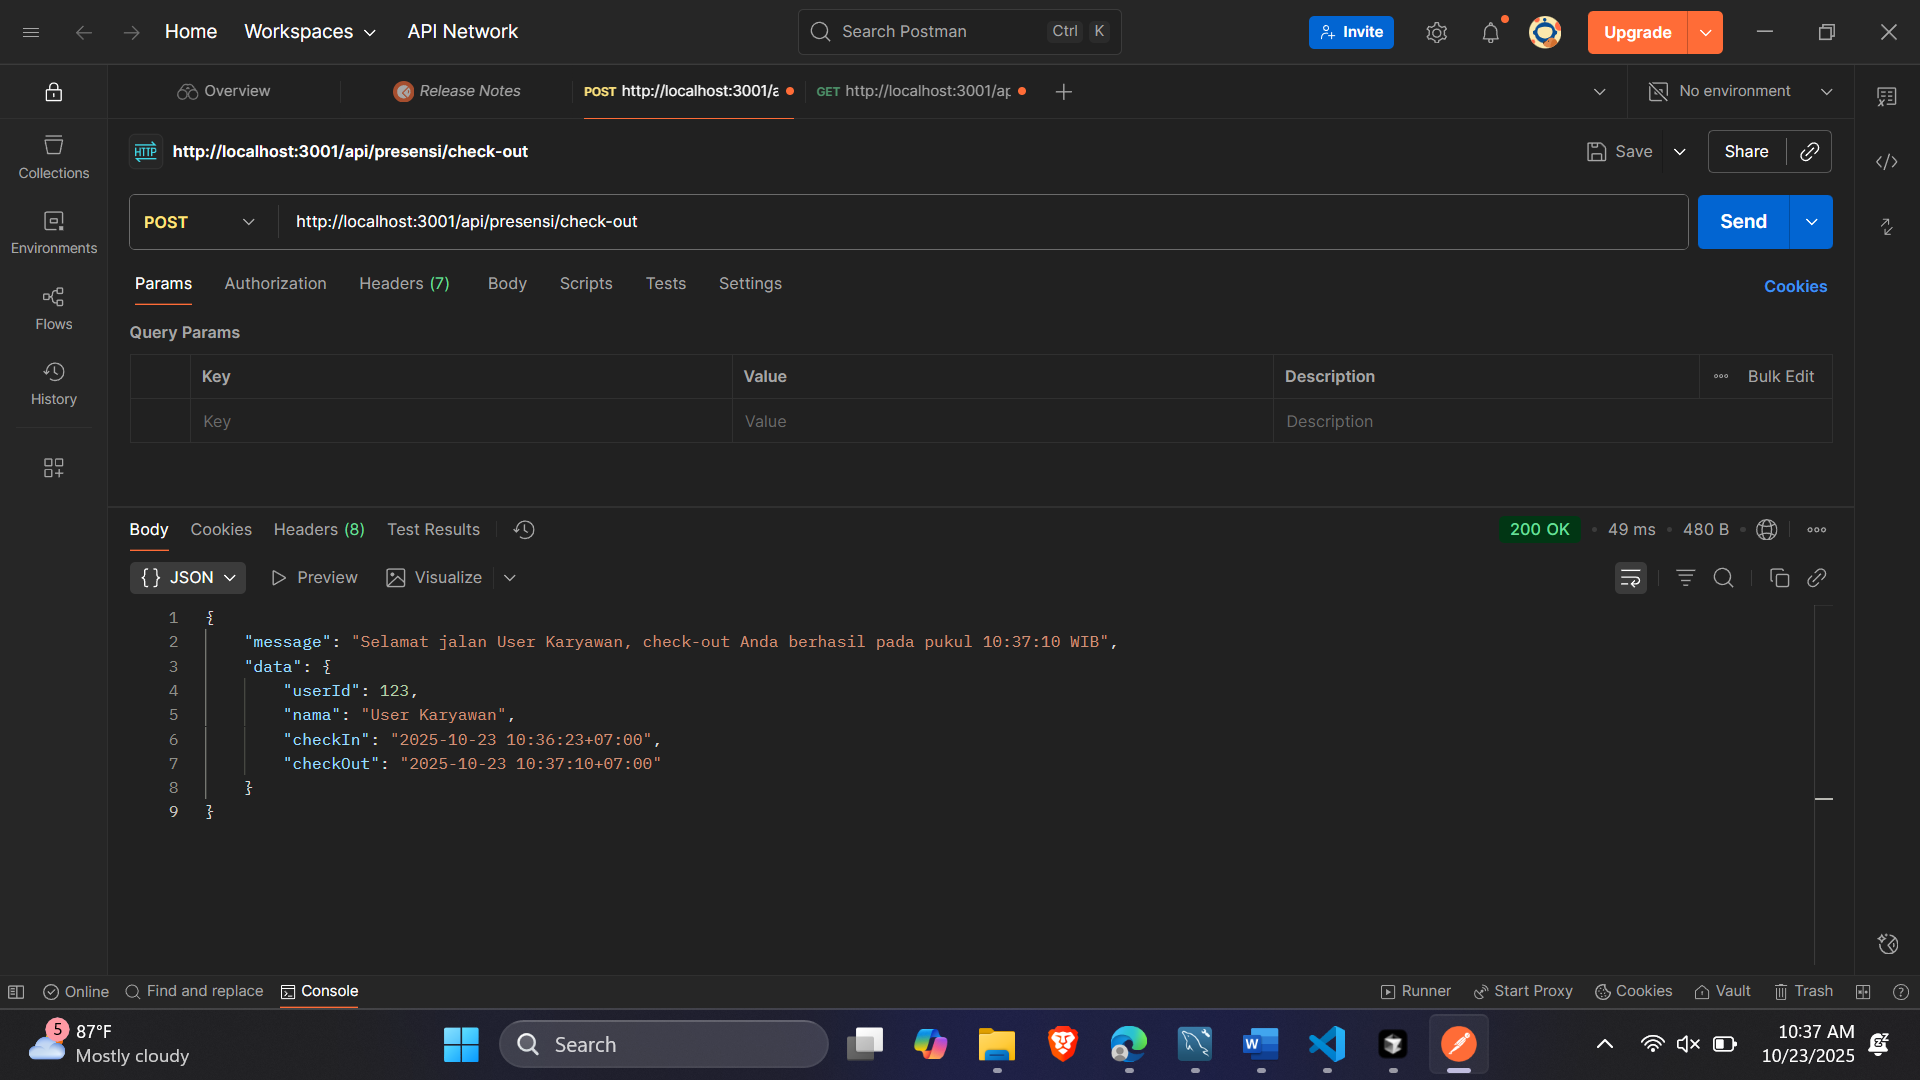 Home Workspaces API Network Search Postman Ctrl K Invite Upgrade
Overview Release Notes POST http://localhost:3001/a GET http://localhost:3001/ap No environment
HTTP http://localhost:3001/api/presensi/check-out Save Share
POST http://localhost:3001/api/presensi/check-out Send
Params Authorization Headers (7) Body Scripts Tests Settings Cookies
Query Params
Key Value Description Bulk Edit
Key Value Description
Collections
Environments
Flows
History
Body Cookies Headers (8) Test Results 200 OK 49 ms 480 B
{} JSON Preview Visualize
1 {
2 "message": "Selamat jalan User Karyawan, check-out Anda berhasil pada pukul 10:37:10 WIB",
3 "data": {
4 "userId": 123,
5 "nama": "User Karyawan",
6 "checkIn": "2025-10-23 10:36:23+07:00",
7 "checkOut": "2025-10-23 10:37:10+07:00"
8 }
9 }
Online Find and replace Console Runner Start Proxy Cookies Vault Trash
5 87°F
Mostly cloudy
Search
10:37 AM
10/23/2025